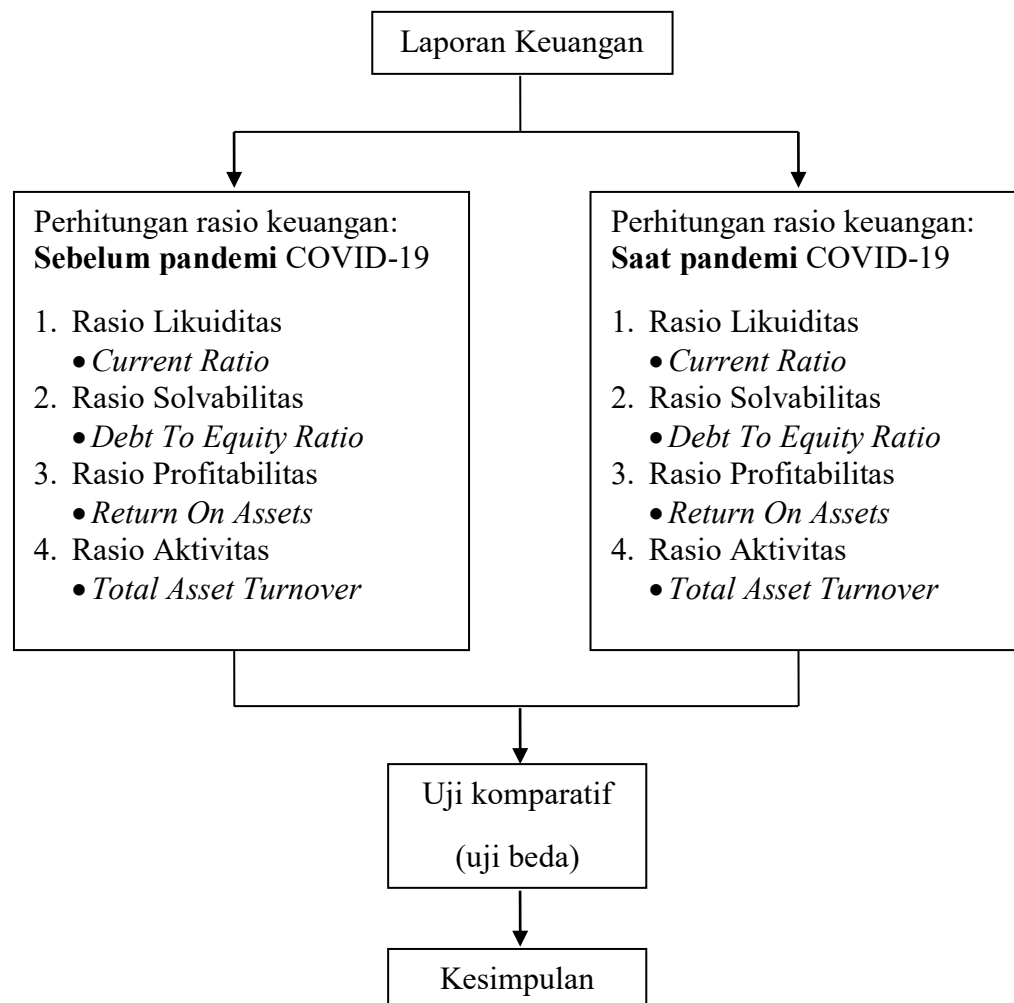 Laporan Keuangan
Perhitungan rasio keuangan:
Sebelum pandemi COVID-19
1. Rasio Likuiditas
• Current Ratio
2. Rasio Solvabilitas
• Debt To Equity Ratio
3. Rasio Profitabilitas
• Return On Assets
4. Rasio Aktivitas
• Total Asset Turnover
Perhitungan rasio keuangan:
Saat pandemi COVID-19
1. Rasio Likuiditas
• Current Ratio
2. Rasio Solvabilitas
• Debt To Equity Ratio
3. Rasio Profitabilitas
• Return On Assets
4. Rasio Aktivitas
• Total Asset Turnover
Uji komparatif
(uji beda)
Kesimpulan